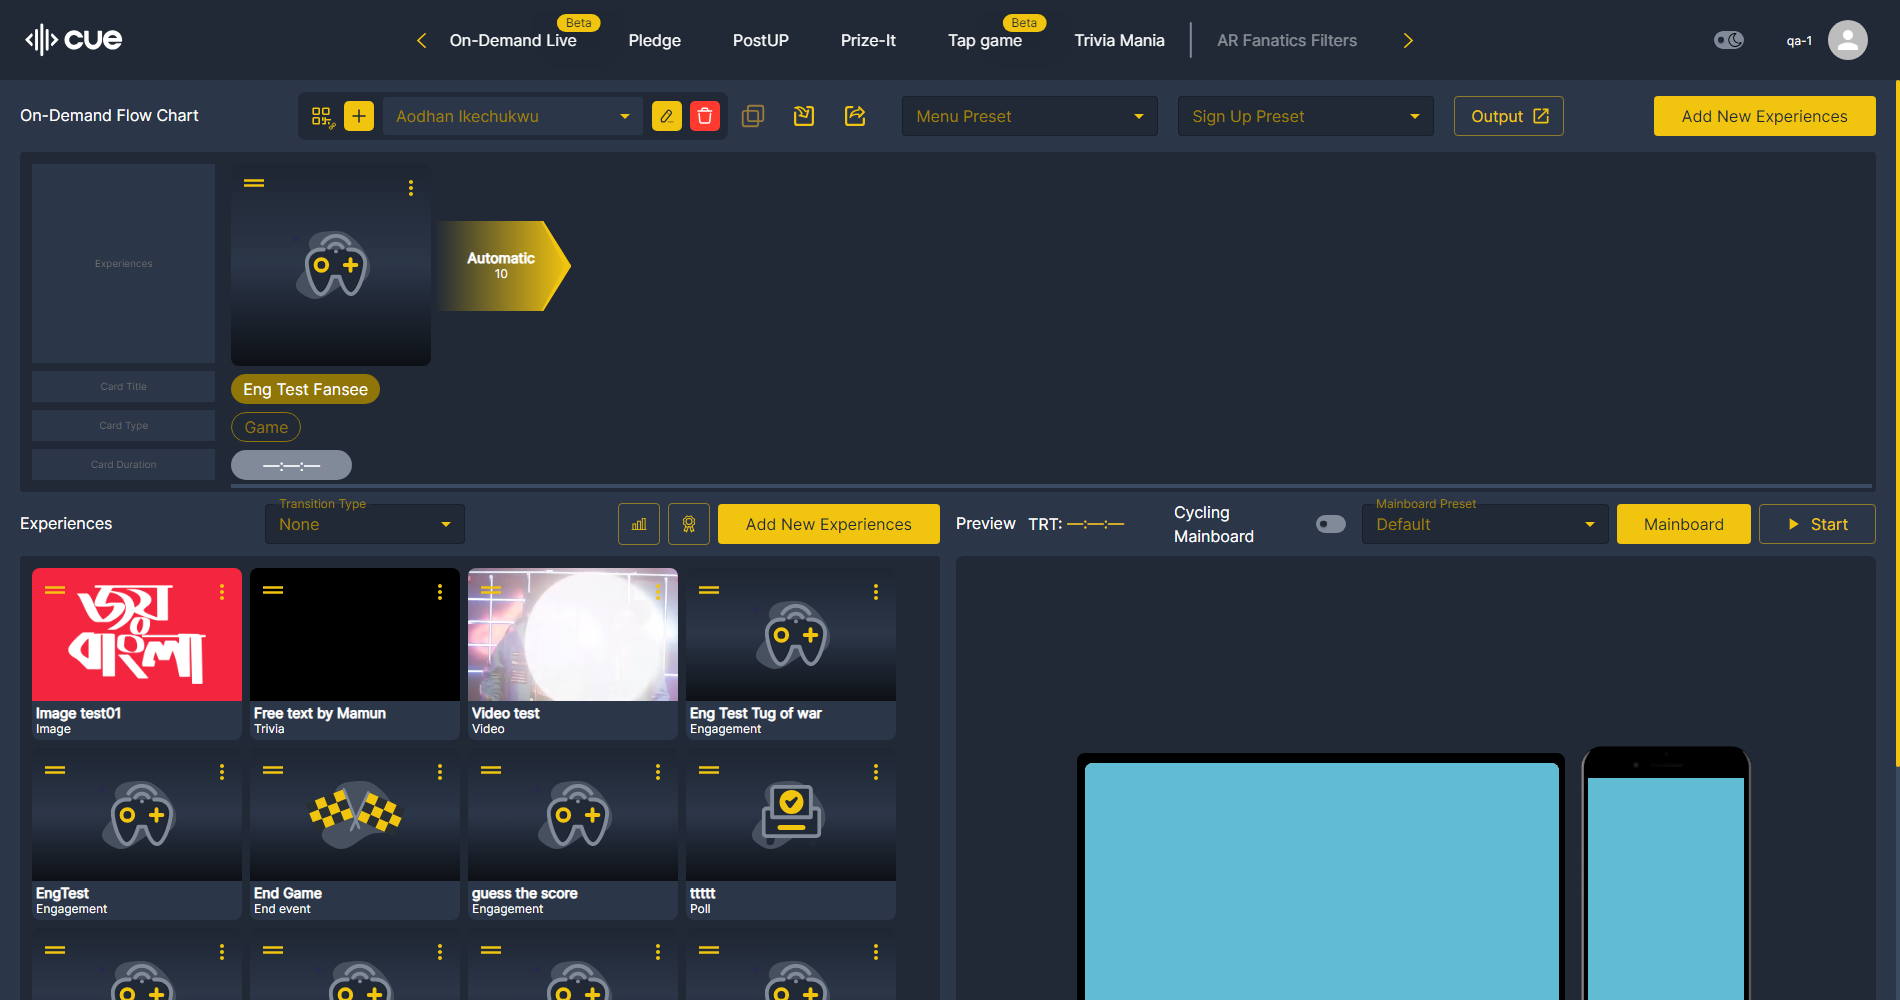 cue
Beta
Beta
On-Demand Live
Pledge
PostUP
Prize-It
Tap game
Trivia Mania
AR Fanatics Filters
qa-1
On-Demand Flow Chart
Aodhan Ikechukwu
Menu Preset
Sign Up Preset
Output
Add New Experiences
Experiences
Automatic
10
Card Title
Eng Test Fansee
Card Type
Game
Card Duration
—:—:—
Experiences
Transition Type
None
Add New Experiences
Preview
TRT: —:—:—
Cycling
Mainboard
Mainboard Preset
Default
Mainboard
Start
জয়
বাংলা
Image test01
Image
Free text by Mamun
Trivia
Video test
Video
Eng Test Tug of war
Engagement
EngTest
Engagement
End Game
End event
guess the score
Engagement
ttttt
Poll